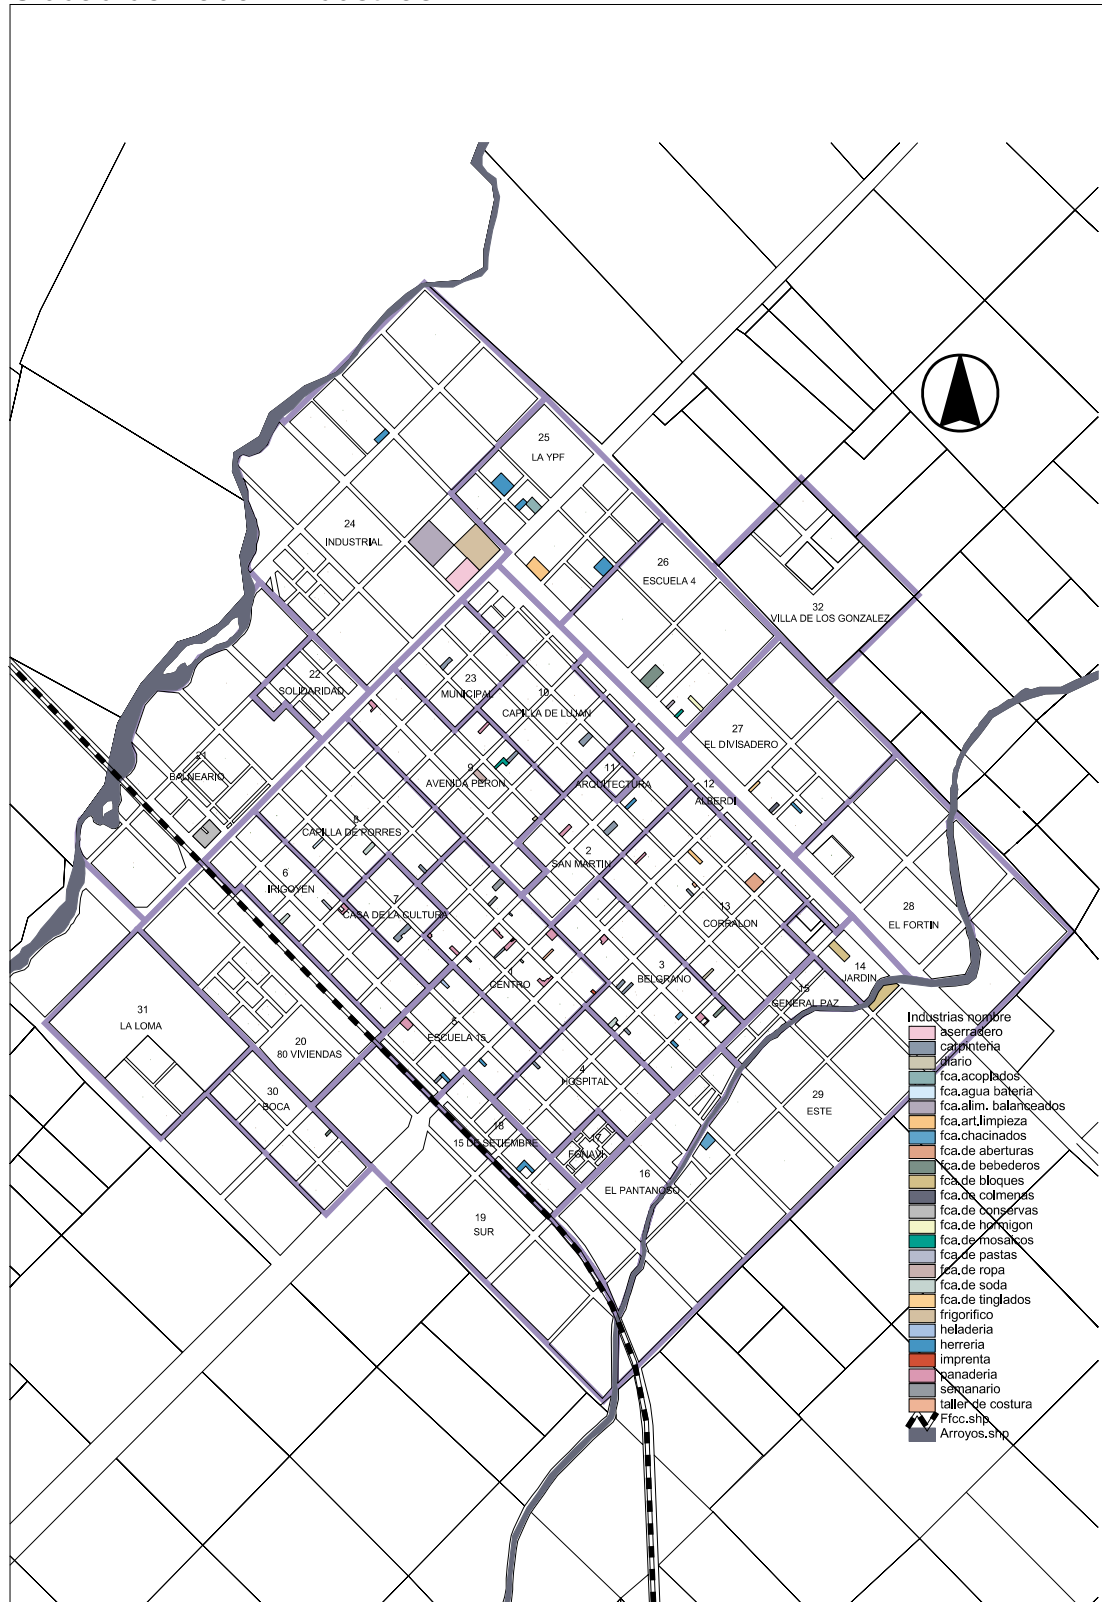 25
LA YPF
24
INDUSTRIAL
26
ESCUELA 4
32
VILLA DE LOS GONZALEZ
22
SOLIDARIDAD
23
MUNICIPAL
10
CAPILLA DE LUJAN
27
EL DIVISADERO
21
BALNEARIO
9
AVENIDA PERON
11
ARQUITECTURA
12
ALBERDI
8
CAPILLA DE PORRES
2
SAN MARTIN
6
IRIGOYEN
7
CASA DE LA CULTURA
13
CORRALON
28
EL FORTIN
3
BELGRANO
14
JARDIN
CENTRO
15
GENERAL PAZ
31
LA LOMA
5
ESCUELA 15
20
80 VIVIENDAS
4
HOSPITAL
30
BOCA
29
ESTE
18
15 DE SETIEMBRE
17
FONAVI
16
EL PANTANOSO
19
SUR
Industrias nombre
aserradero
carpinteria
diario
fca.acoplados
fca.agua bateria
fca.alim. balanceados
fca.art.limpieza
fca.chacinados
fca.de aberturas
fca.de bebederos
fca.de bloques
fca.de colmenas
fca.de conservas
fca.de hormigon
fca.de mosaicos
fca.de pastas
fca.de ropa
fca.de soda
fca.de tinglados
frigorifico
heladeria
herreria
imprenta
panaderia
semanario
taller de costura
Ffcc.shp
Arroyos.shp